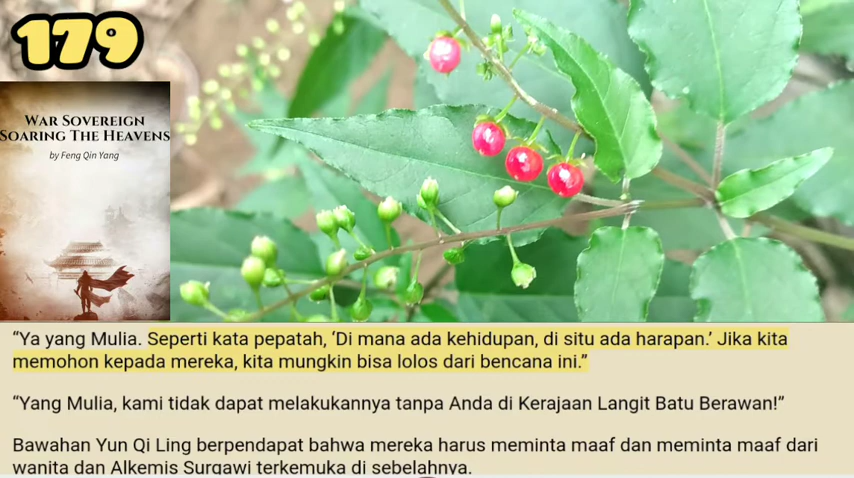 179
WAR SOVEREIGN
SOARING THE HEAVENS
by Feng Qin Yang
“Ya yang Mulia. Seperti kata pepatah, ‘Di mana ada kehidupan, di situ ada harapan.’ Jika kita
memohon kepada mereka, kita mungkin bisa lolos dari bencana ini.”
“Yang Mulia, kami tidak dapat melakukannya tanpa Anda di Kerajaan Langit Batu Berawan!”
Bawahan Yun Qi Ling berpendapat bahwa mereka harus meminta maaf dan meminta maaf dari
wanita dan Alkemis Surgawi terkemuka di sebelahnya.